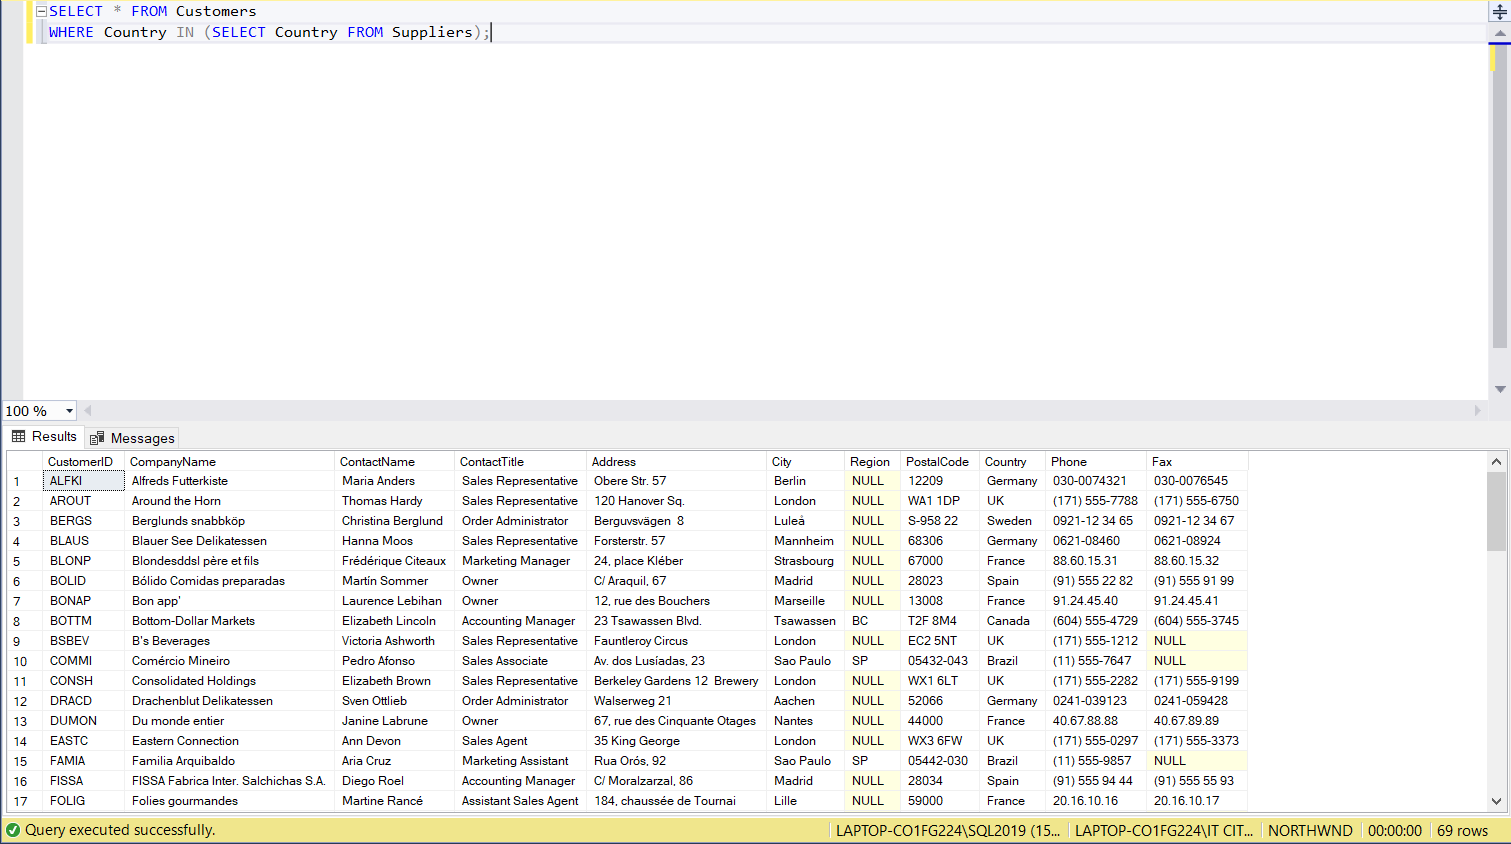 SELECT * FROM Customers
WHERE Country IN (SELECT Country FROM Suppliers);
100 %
Results Messages
CustomerID CompanyName ContactName ContactTitle Address City Region PostalCode Country Phone Fax
1 ALFKI Alfreds Futterkiste Maria Anders Sales Representative Obere Str. 57 Berlin NULL 12209 Germany 030-0074321 030-0076545
2 AROUT Around the Horn Thomas Hardy Sales Representative 120 Hanover Sq. London NULL WA1 1DP UK (171) 555-7788 (171) 555-6750
3 BERGS Berglunds snabbköp Christina Berglund Order Administrator Berguvsvägen 8 Luleå NULL S-958 22 Sweden 0921-12 34 65 0921-12 34 67
4 BLAUS Blauer See Delikatessen Hanna Moos Sales Representative Forsterstr. 57 Mannheim NULL 68306 Germany 0621-08460 0621-08924
5 BLONP Blondesddsl père et fils Frédérique Citeaux Marketing Manager 24, place Kléber Strasbourg NULL 67000 France 88.60.15.31 88.60.15.32
6 BOLID Bólido Comidas preparadas Martín Sommer Owner C/ Araquil, 67 Madrid NULL 28023 Spain (91) 555 22 82 (91) 555 91 99
7 BONAP Bon app' Laurence Lebihan Owner 12, rue des Bouchers Marseille NULL 13008 France 91.24.45.40 91.24.45.41
8 BOTTM Bottom-Dollar Markets Elizabeth Lincoln Accounting Manager 23 Tsawassen Blvd. Tsawassen BC T2F 8M4 Canada (604) 555-4729 (604) 555-3745
9 BSBEV B's Beverages Victoria Ashworth Sales Representative Fauntleroy Circus London NULL EC2 5NT UK (171) 555-1212 NULL
10 COMMI Comércio Mineiro Pedro Afonso Sales Associate Av. dos Lusíadas, 23 Sao Paulo SP 05432-043 Brazil (11) 555-7647 NULL
11 CONSH Consolidated Holdings Elizabeth Brown Sales Representative Berkeley Gardens 12 Brewery London NULL WX1 6LT UK (171) 555-2282 (171) 555-9199
12 DRACD Drachenblut Delikatessen Sven Ottlieb Order Administrator Walserweg 21 Aachen NULL 52066 Germany 0241-039123 0241-059428
13 DUMON Du monde entier Janine Labrune Owner 67, rue des Cinquante Otages Nantes NULL 44000 France 40.67.88.88 40.67.89.89
14 EASTC Eastern Connection Ann Devon Sales Agent 35 King George London NULL WX3 6FW UK (171) 555-0297 (171) 555-3373
15 FAMIA Familia Arquibaldo Aria Cruz Marketing Assistant Rua Orós, 92 Sao Paulo SP 05442-030 Brazil (11) 555-9857 NULL
16 FISSA FISSA Fabrica Inter. Salchichas S.A. Diego Roel Accounting Manager C/ Moralzarzal, 86 Madrid NULL 28034 Spain (91) 555 94 44 (91) 555 55 93
17 FOLIG Folies gourmandes Martine Rancé Assistant Sales Agent 184, chaussée de Tournai Lille NULL 59000 France 20.16.10.16 20.16.10.17
Query executed successfully. LAPTOP-CO1FG224\SQL2019 (15... LAPTOP-CO1FG224\IT CIT... NORTHWND 00:00:00 69 rows